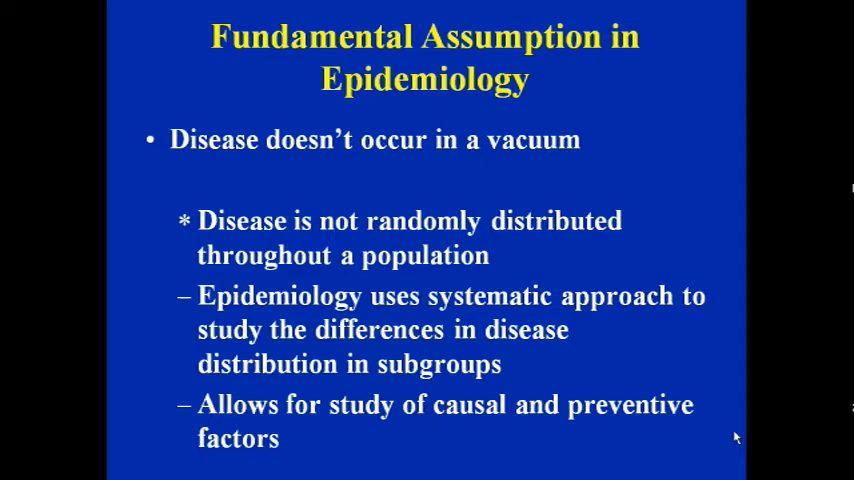 Fundamental Assumption in
Epidemiology
• Disease doesn’t occur in a vacuum
* Disease is not randomly distributed
throughout a population
– Epidemiology uses systematic approach to
study the differences in disease
distribution in subgroups
– Allows for study of causal and preventive
factors